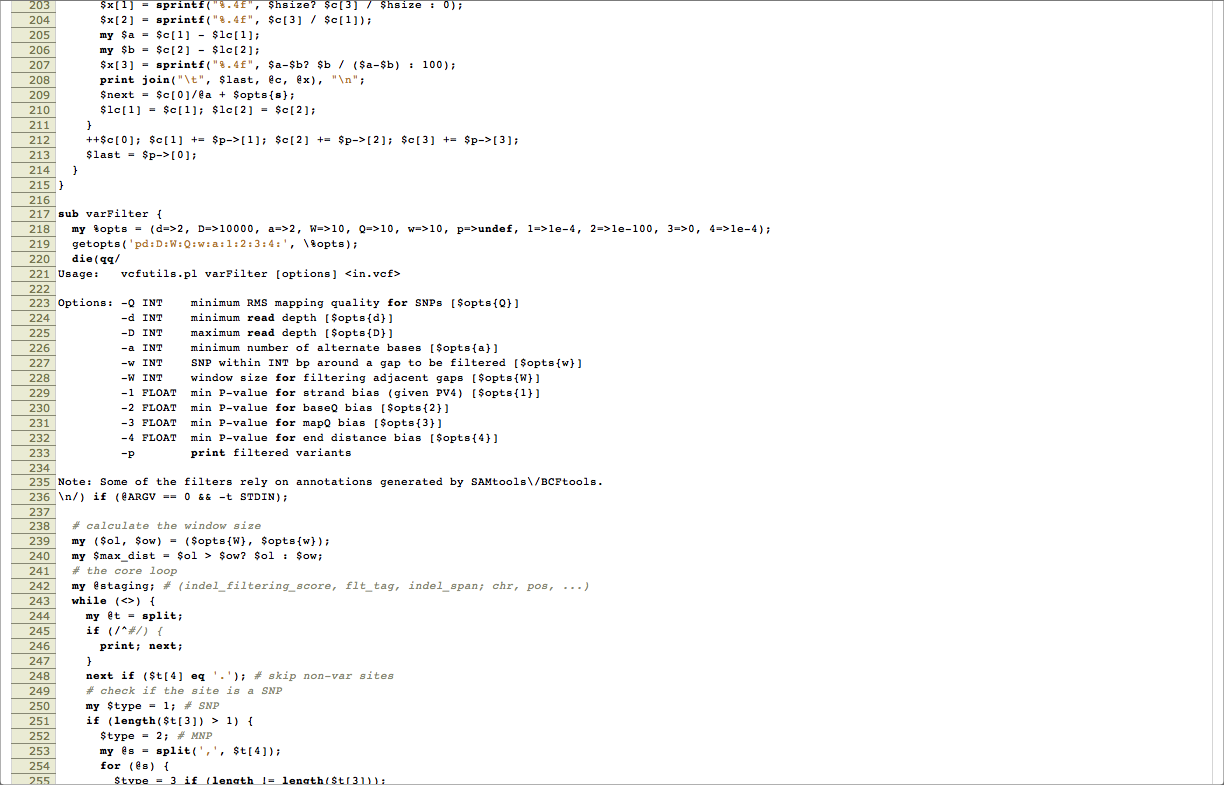 203 $x[1] = sprintf("%.4f", $hsize? $c[3] / $hsize : 0);
204 $x[2] = sprintf("%.4f", $c[3] / $c[1]);
205 my $a = $c[1] - $lc[1];
206 my $b = $c[2] - $lc[2];
207 $x[3] = sprintf("%.4f", $a-$b? $b / ($a-$b) : 100);
208 print join("\t", $last, @c, @x), "\n";
209 $next = $c[0]/@a + $opts{s};
210 $lc[1] = $c[1]; $lc[2] = $c[2];
211 }
212 ++$c[0]; $c[1] += $p->[1]; $c[2] += $p->[2]; $c[3] += $p->[3];
213 $last = $p->[0];
214 }
215 }
216
217 sub varFilter {
218 my %opts = (d=>2, D=>10000, a=>2, W=>10, Q=>10, w=>10, p=>undef, 1=>1e-4, 2=>1e-100, 3=>0, 4=>1e-4);
219 getopts('pd:D:W:Q:w:a:1:2:3:4:', \%opts);
220 die(qq/
221 Usage:   vcfutils.pl varFilter [options] <in.vcf>
222
223 Options: -Q INT    minimum RMS mapping quality for SNPs [$opts{Q}]
224 -d INT    minimum read depth [$opts{d}]
225 -D INT    maximum read depth [$opts{D}]
226 -a INT    minimum number of alternate bases [$opts{a}]
227 -w INT    SNP within INT bp around a gap to be filtered [$opts{w}]
228 -W INT    window size for filtering adjacent gaps [$opts{W}]
229 -1 FLOAT  min P-value for strand bias (given PV4) [$opts{1}]
230 -2 FLOAT  min P-value for baseQ bias [$opts{2}]
231 -3 FLOAT  min P-value for mapQ bias [$opts{3}]
232 -4 FLOAT  min P-value for end distance bias [$opts{4}]
233 -p        print filtered variants
234
235 Note: Some of the filters rely on annotations generated by SAMtools\/BCFtools.
236 \n/) if (@ARGV == 0 && -t STDIN);
237
238 # calculate the window size
239 my ($ol, $ow) = ($opts{W}, $opts{w});
240 my $max_dist = $ol > $ow? $ol : $ow;
241 # the core loop
242 my @staging; # (indel_filtering_score, flt_tag, indel_span; chr, pos, ...)
243 while (<>) {
244 my @t = split;
245 if (/^#/) {
246 print; next;
247 }
248 next if ($t[4] eq '.'); # skip non-var sites
249 # check if the site is a SNP
250 my $type = 1; # SNP
251 if (length($t[3]) > 1) {
252 $type = 2; # MNP
253 my @s = split(',', $t[4]);
254 for (@s) {
255 $type = 3 if (length != length($t[3]));